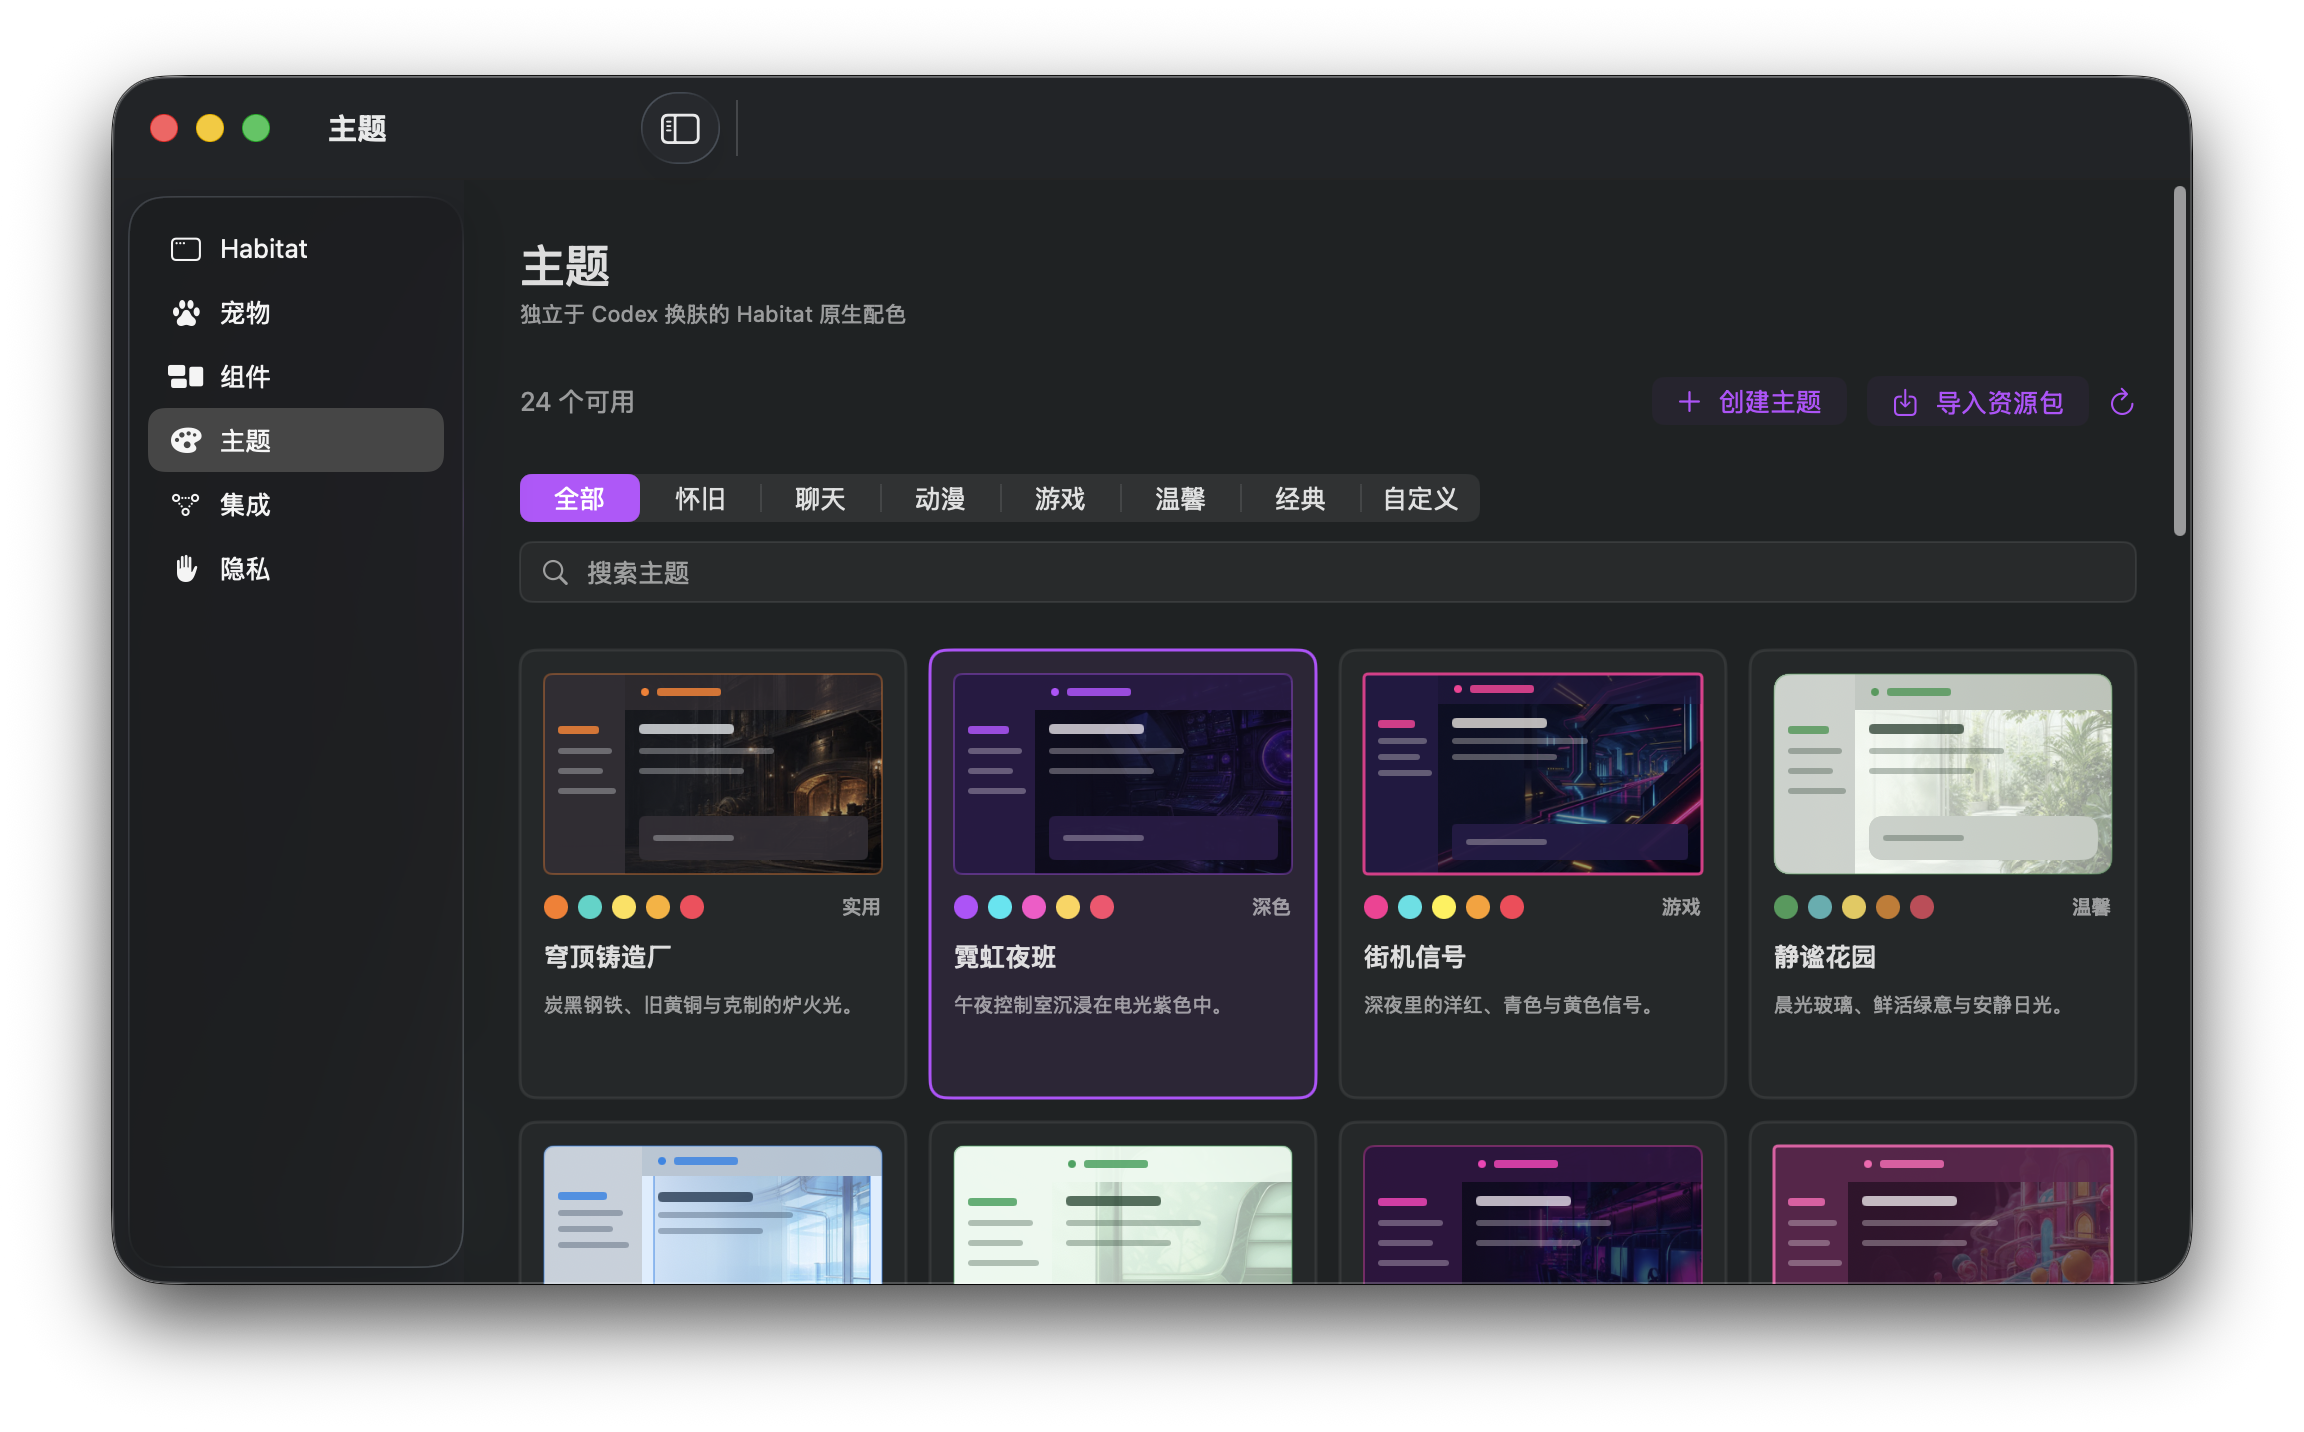 主题
Habitat
宠物
组件
主题
集成
隐私
主题
独立于 Codex 换肤的 Habitat 原生配色
24 个可用
创建主题
导入资源包
全部 怀旧 聊天 动漫 游戏 温馨 经典 自定义
搜索主题
实用
穹顶铸造厂
炭黑钢铁、旧黄铜与克制的炉火光。
深色
霓虹夜班
午夜控制室沉浸在电光紫色中。
游戏
街机信号
深夜里的洋红、青色与黄色信号。
温馨
静谧花园
晨光玻璃、鲜活绿意与安静日光。